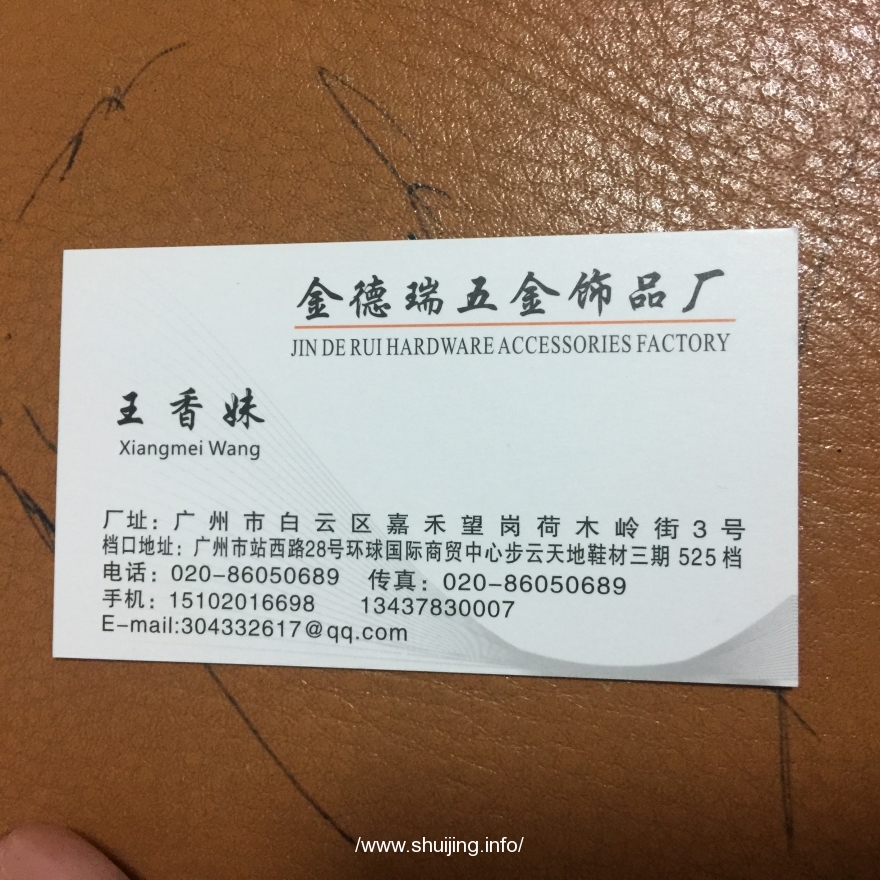 金德瑞五金饰品厂
JIN DE RUI HARDWARE ACCESSORIES FACTORY
王香妹
Xiangmei Wang
厂址：广州市白云区嘉禾望岗荷木岭街3号
档口地址：广州市站西路28号环球国际商贸中心步云天地鞋材三期 525档
电话：020-86050689 传真：020-86050689
手机：15102016698 13437830007
E-mail:304332617@qq.com
/www.shuijing.info/